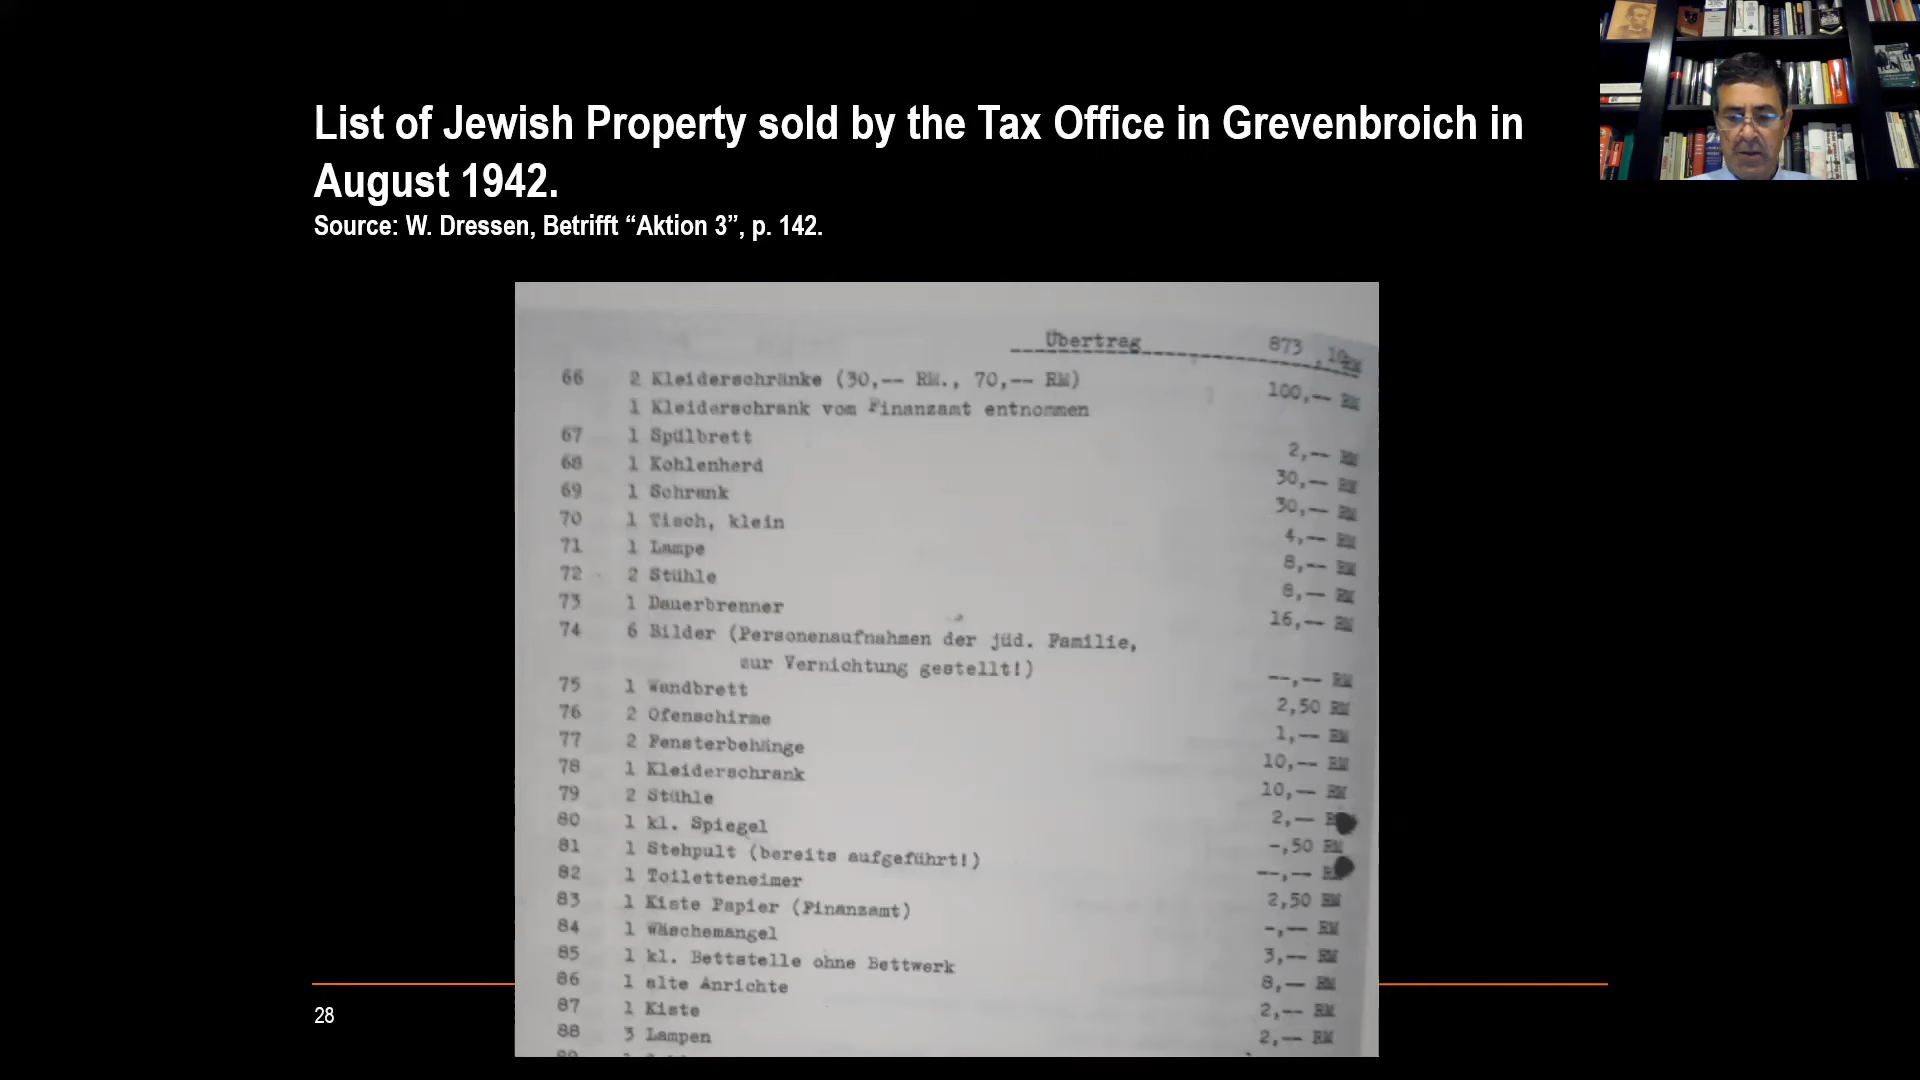 List of Jewish Property sold by the Tax Office in Grevenbroich in
August 1942.
Source: W. Dressen, Betrifft “Aktion 3”, p. 142.
Übertrag 873,10 RM
66 2 Kleiderschränke (30,-- RM., 70,-- RM) 100,-- RM
1 Kleiderschrank vom Finanzamt entnommen
67 1 Spülbrett 2,-- RM
68 1 Kohlenherd 30,-- RM
69 1 Schrank 30,-- RM
70 1 Tisch, klein 4,-- RM
71 1 Lampe 8,-- RM
72 2 Stühle 8,-- RM
73 1 Dauerbrenner 16,-- RM
74 6 Bilder (Personenaufnahmen der jüd. Familie,
zur Vernichtung gestellt!) --,-- RM
75 1 Wandbrett 2,50 RM
76 2 Ofenschirme 1,-- RM
77 2 Fensterbehänge 10,-- RM
78 1 Kleiderschrank 10,-- RM
79 2 Stühle 2,-- RM
80 1 kl. Spiegel -,50 RM
81 1 Stehpult (bereits aufgeführt!) --,-- RM
82 1 Toiletteneimer 2,50 RM
83 1 Kiste Papier (Finanzamt) -,-- RM
84 1 Wäschemangel 3,-- RM
85 1 kl. Bettstelle ohne Bettwerk 8,-- RM
86 1 alte Anrichte 2,-- RM
87 1 Kiste 2,-- RM
88 3 Lampen
28